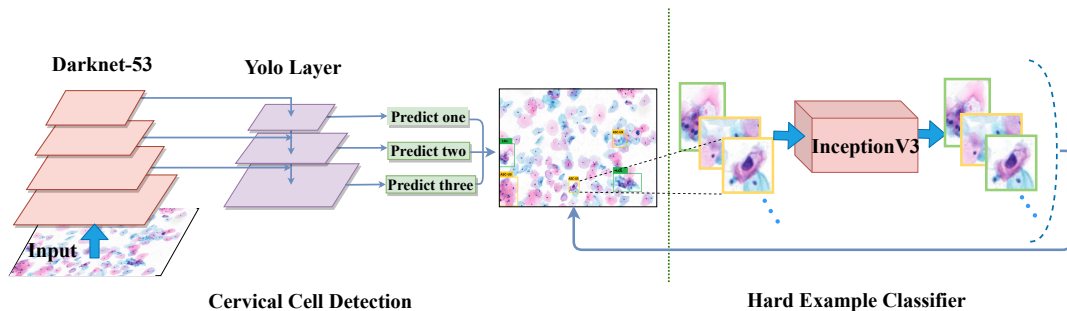 Darknet-53
Yolo Layer
Predict one
Predict two
Predict three
Input
InceptionV3
Cervical Cell Detection
Hard Example Classifier